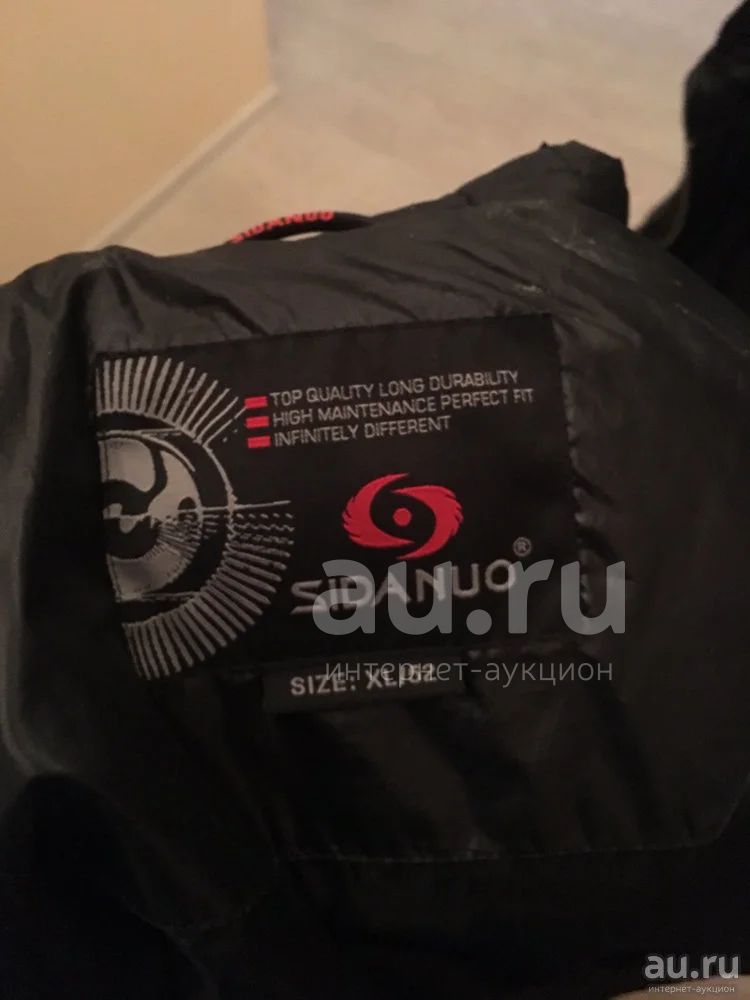 SIDANUO
TOP QUALITY LONG DURABILITY
HIGH MAINTENANCE PERFECT FIT
INFINITELY DIFFERENT
SIDANUO®
au.ru
интернет-аукцион
SIZE: XL/52
au.ru
интернет-аукцион